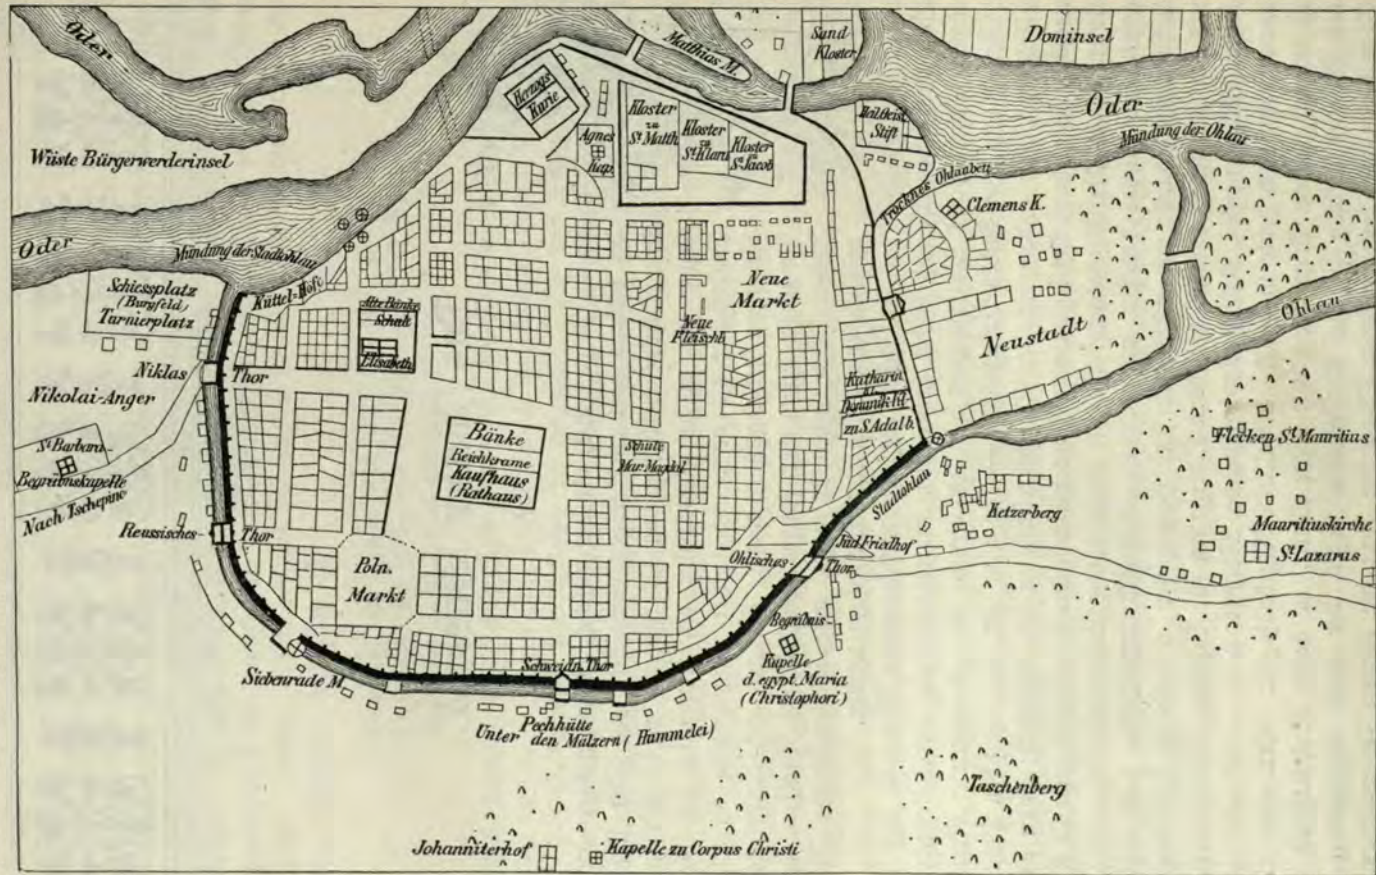 Oder
Matthias M.
Sand
Kloster
Dominsel
Herzogs
Kurie
Kloster
zu
St. Matth.
Kloster
zu
St. Klara
Kloster
St. Jacob
Agnes
Kap.
Heil. Geist
Stift
Oder
Mündung der Ohlau
Wüste Bürgerwerderinsel
Trocknes Ohlaubett
Clemens K.
Oder
Mündung der Stadtohlau
Schiessplatz
(Burgfeld)
Turnierplatz
Küttel-Hoft
Alte Bänke
Schule
Elisabeth.
Neue
Markt
Neue
Fleischb.
Neustadt
Ohlau
Niklas
Thor
Nikolai-Anger
Katharin
Kl.
Dominik Kl.
zu S. Adalb.
St. Barbara-
Begräbniskapelle
Nach Tschepine
Bänke
Reichkrame
Kaufhaus
(Rathaus)
Schule
Mar. Magdal
Flecken St. Mauritius
Stadtohlau
Ketzerberg
Mauritiuskirche
St. Lazarus
Reussisches-
Thor
Poln.
Markt
Ohlisches-
Thor
Jüd. Friedhof
Begräbnis-
Kapelle
d. egypt. Maria
(Christophori)
Siebenrade M.
Schweidn. Thor
Pechhütte
Unter den Mälzern (Hummelei)
Taschenberg
Johanniterhof
Kapelle zu Corpus Christi